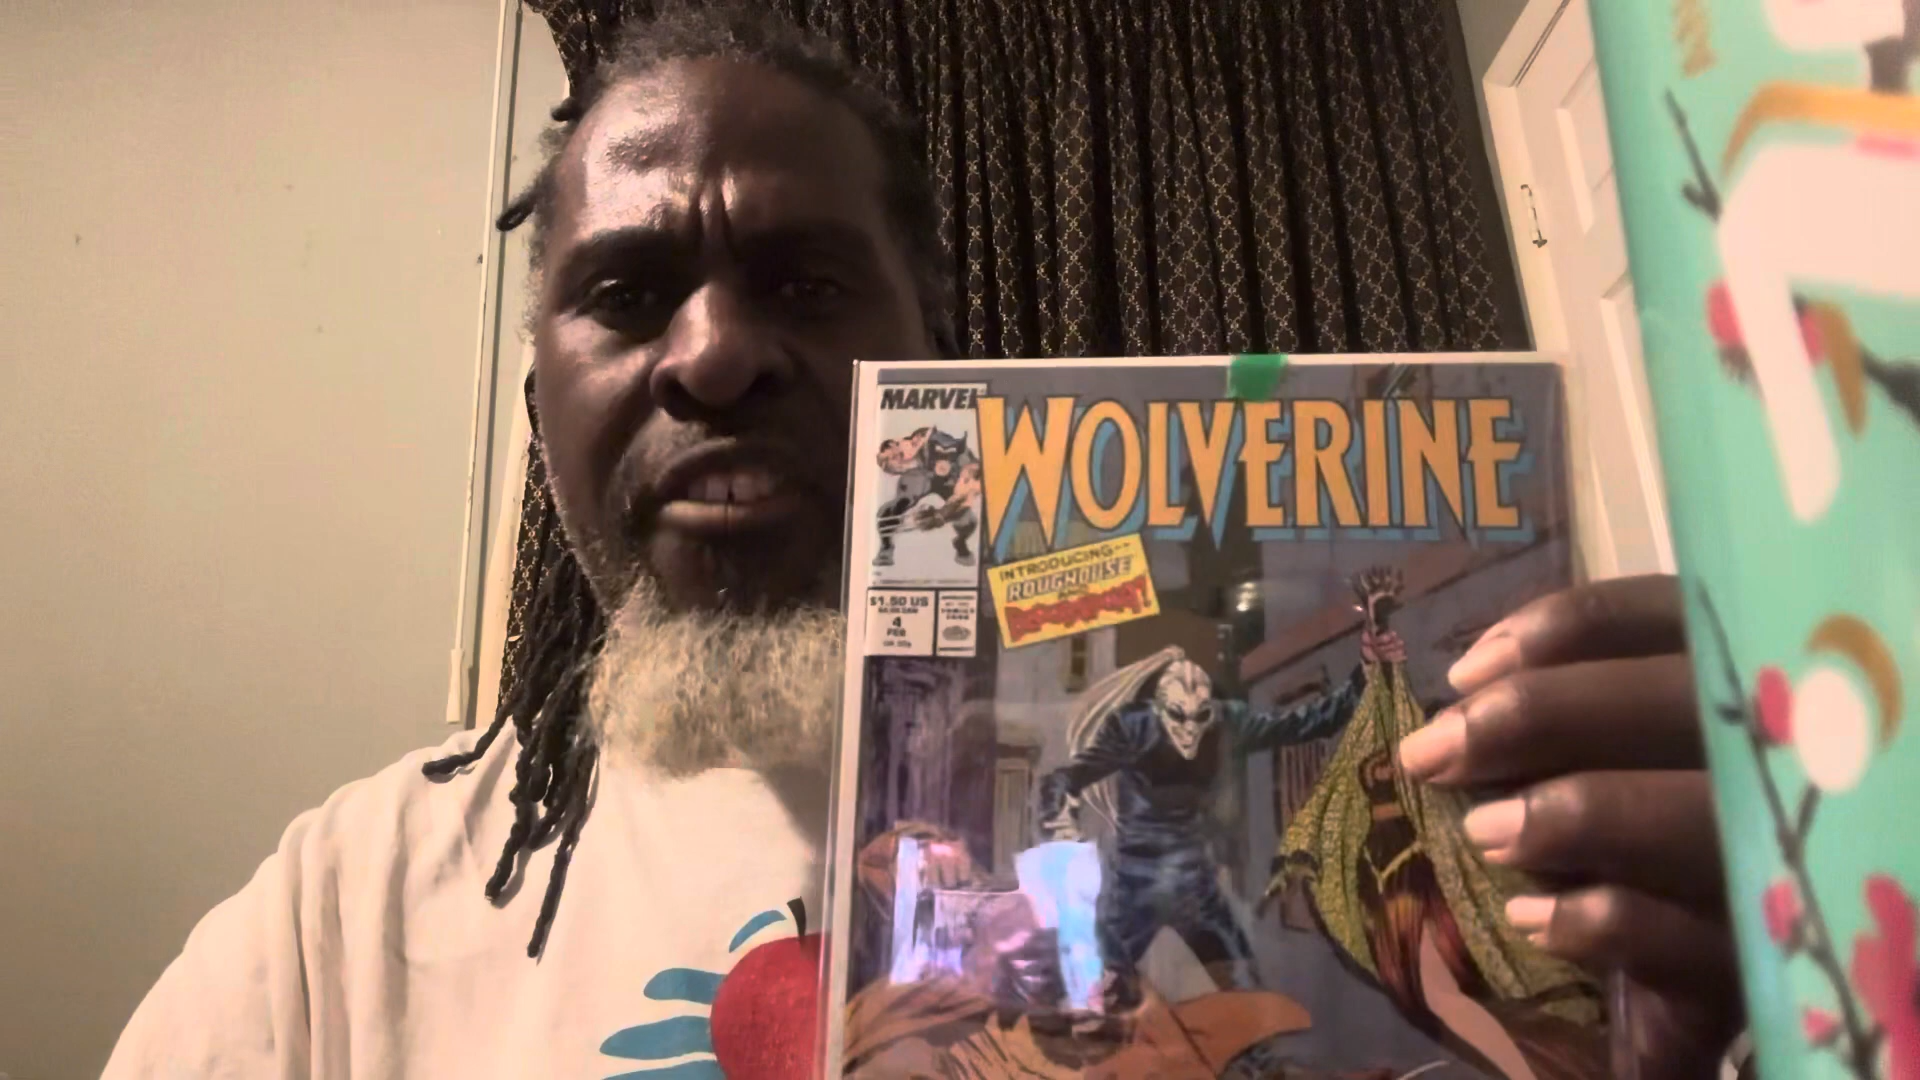 MARVEL
WOLVERINE
INTRODUCING--
ROUGHOUSE
$1.50 US
4
FEB